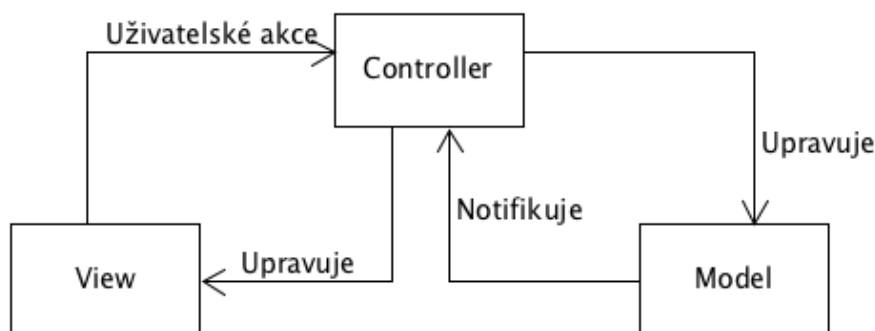 Uživatelské akce
Controller
Upravuje
Notifikuje
Upravuje
View
Model